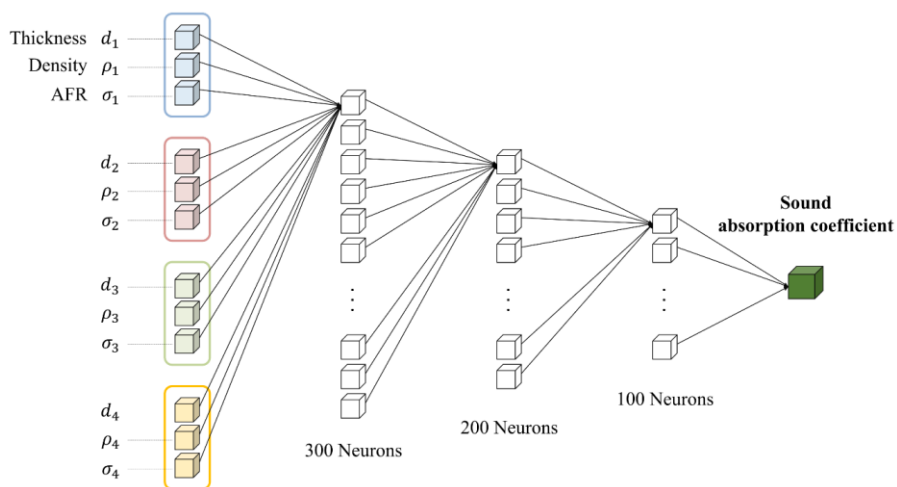 Thickness d₁
Density ρ₁
AFR σ₁
d₂
ρ₂
σ₂
d₃
ρ₃
σ₃
d₄
ρ₄
σ₄
300 Neurons
200 Neurons
100 Neurons
Sound
absorption coefficient